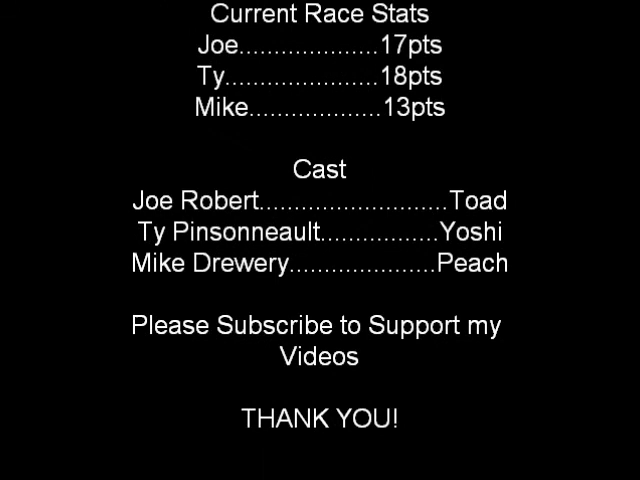 Current Race Stats
Joe....................17pts
Ty......................18pts
Mike...................13pts
Cast
Joe Robert...........................Toad
Ty Pinsonneault.................Yoshi
Mike Drewery.....................Peach
Please Subscribe to Support my
Videos
THANK YOU!